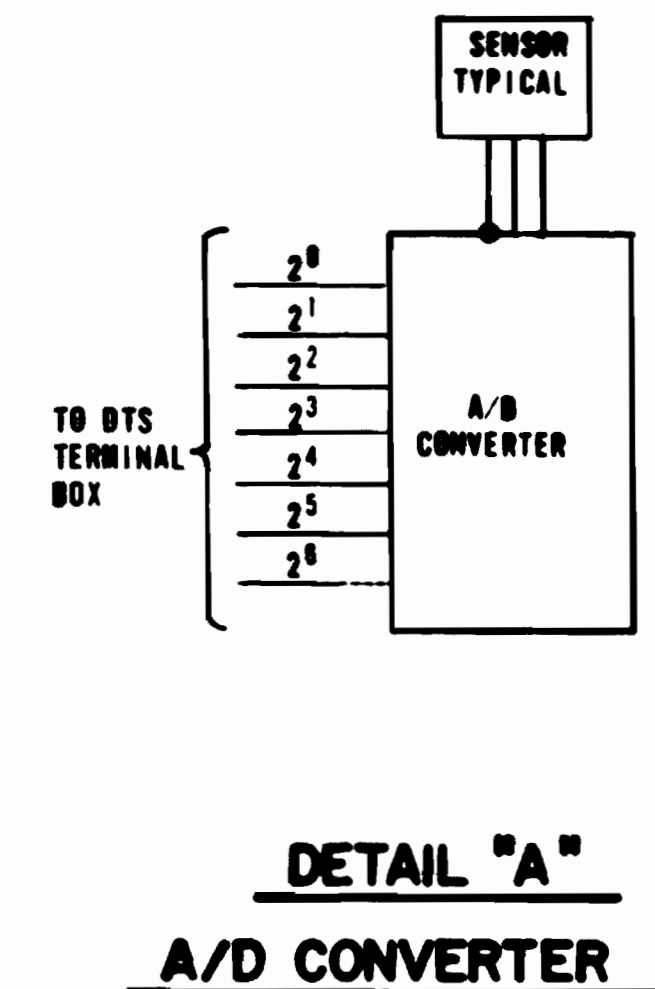 SENSOR
TYPICAL
2⁰
2¹
2²
2³
2⁴
2⁵
2⁶
TO DTS
TERMINAL
BOX
A/D
CONVERTER
DETAIL "A"
A/D CONVERTER